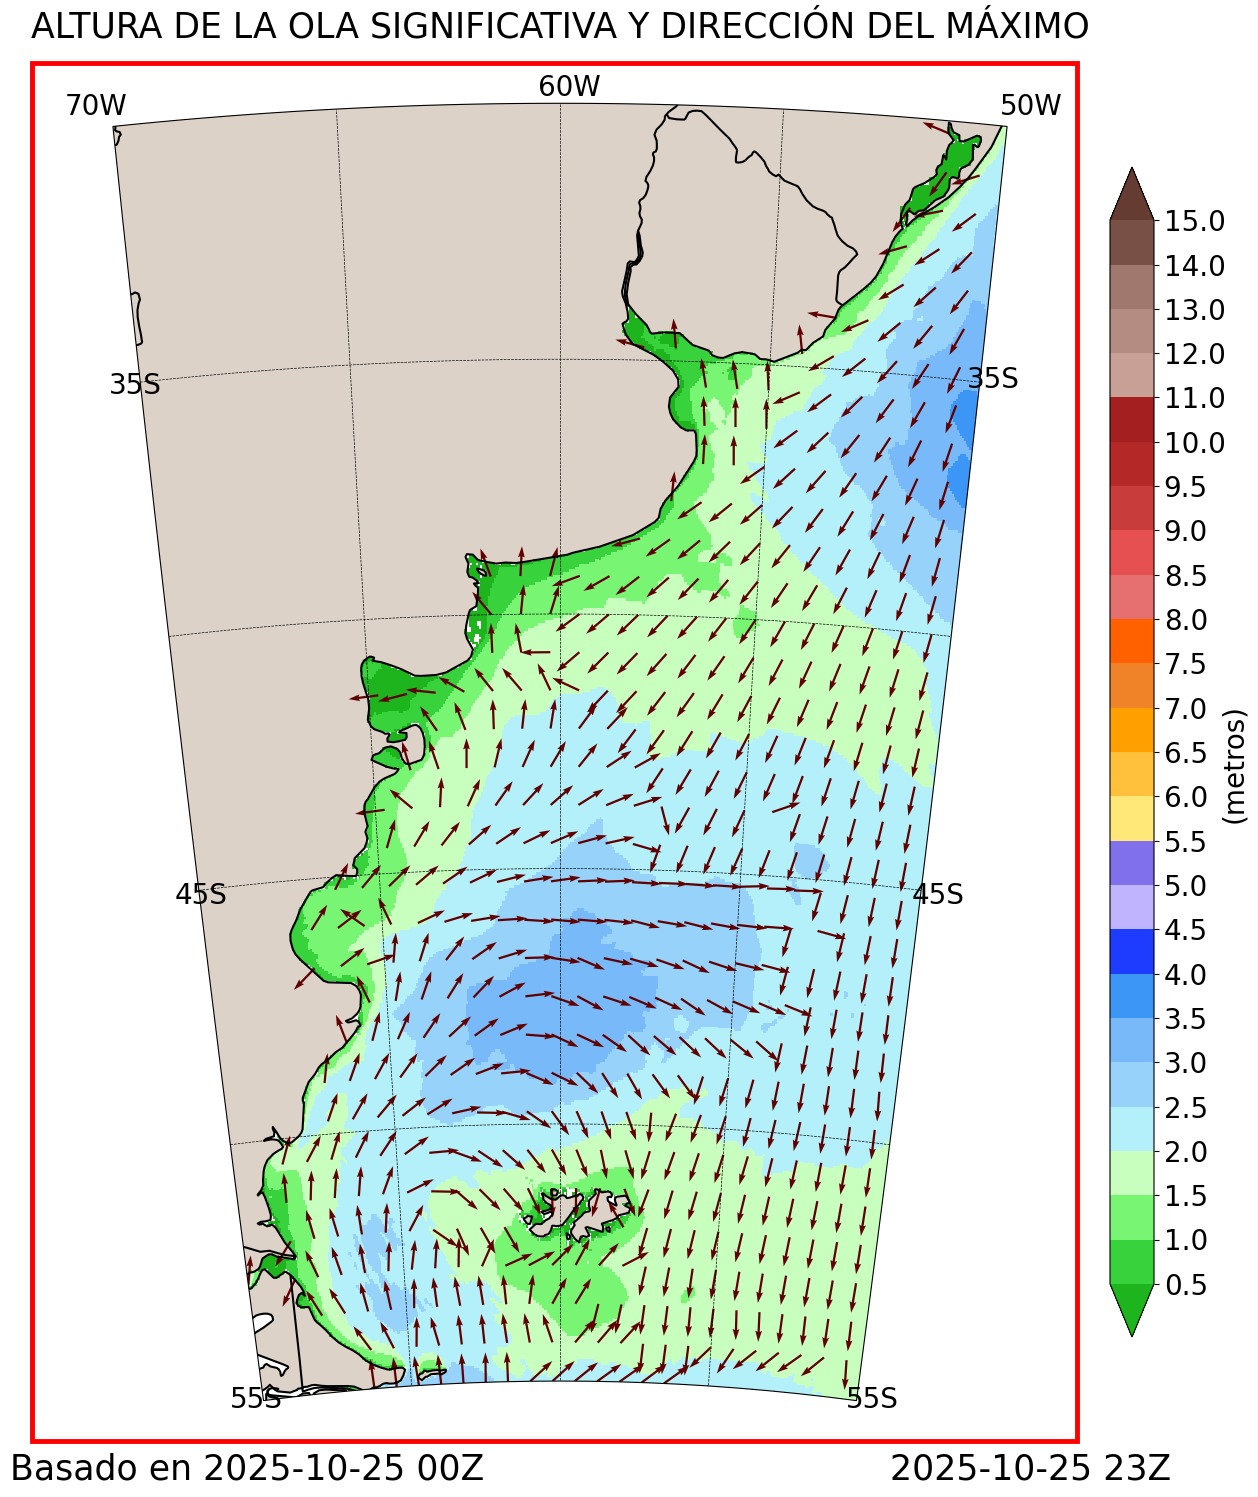 ALTURA DE LA OLA SIGNIFICATIVA Y DIRECCIÓN DEL MÁXIMO
70W
60W
50W
35S
35S
45S
45S
55S
55S
15.0
14.0
13.0
12.0
11.0
10.0
9.5
9.0
8.5
8.0
7.5
7.0
6.5
6.0
5.5
5.0
4.5
4.0
3.5
3.0
2.5
2.0
1.5
1.0
0.5
(metros)
Basado en 2025-10-25 00Z
2025-10-25 23Z